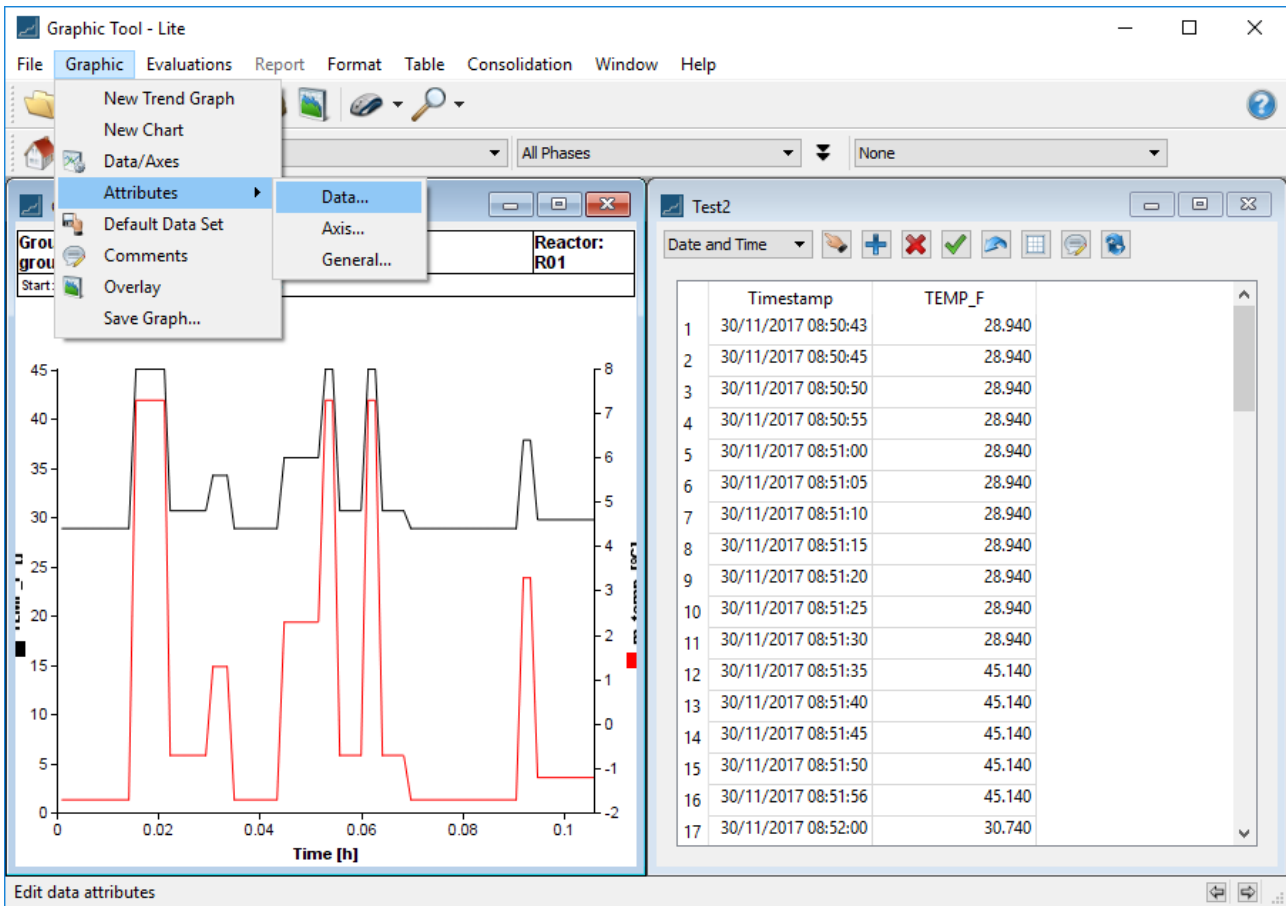 Graphic Tool - Lite
File Graphic Evaluations Report Format Table Consolidation Window Help
New Trend Graph
New Chart
Data/Axes
Attributes
Default Data Set
Comments
Overlay
Save Graph...
Data...
Axis...
General...
All Phases
None
Grou
grou
Reactor:
R01
Start:
45
40
35
30
25
20
15
10
5
0
8
7
6
5
4
3
2
1
0
-1
-2
0 0.02 0.04 0.06 0.08 0.1
Time [h]
Test2
Date and Time
Timestamp TEMP_F
1 30/11/2017 08:50:43 28.940
2 30/11/2017 08:50:45 28.940
3 30/11/2017 08:50:50 28.940
4 30/11/2017 08:50:55 28.940
5 30/11/2017 08:51:00 28.940
6 30/11/2017 08:51:05 28.940
7 30/11/2017 08:51:10 28.940
8 30/11/2017 08:51:15 28.940
9 30/11/2017 08:51:20 28.940
10 30/11/2017 08:51:25 28.940
11 30/11/2017 08:51:30 28.940
12 30/11/2017 08:51:35 45.140
13 30/11/2017 08:51:40 45.140
14 30/11/2017 08:51:45 45.140
15 30/11/2017 08:51:50 45.140
16 30/11/2017 08:51:56 45.140
17 30/11/2017 08:52:00 30.740
Edit data attributes